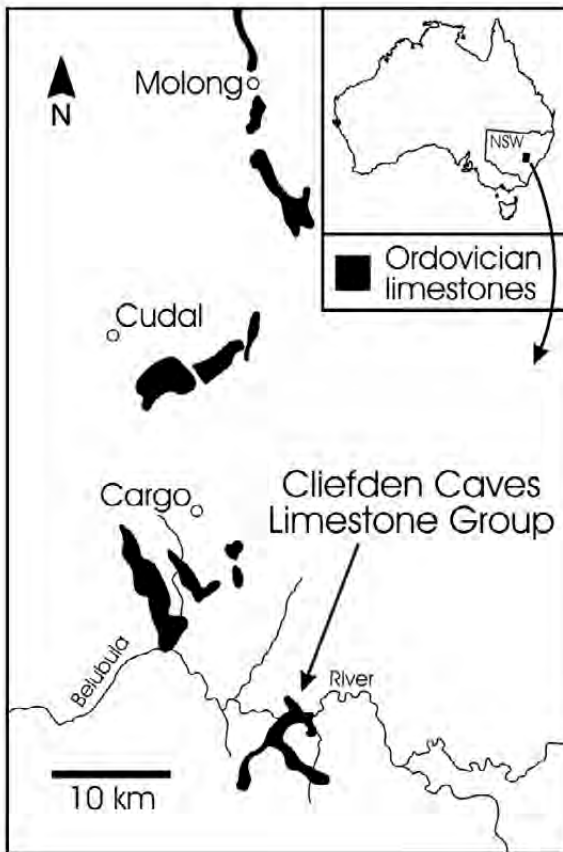 Molong
N
NSW
Ordovician
limestones
Cudal
Cargo
Cliefden Caves
Limestone Group
Belubula
River
10 km